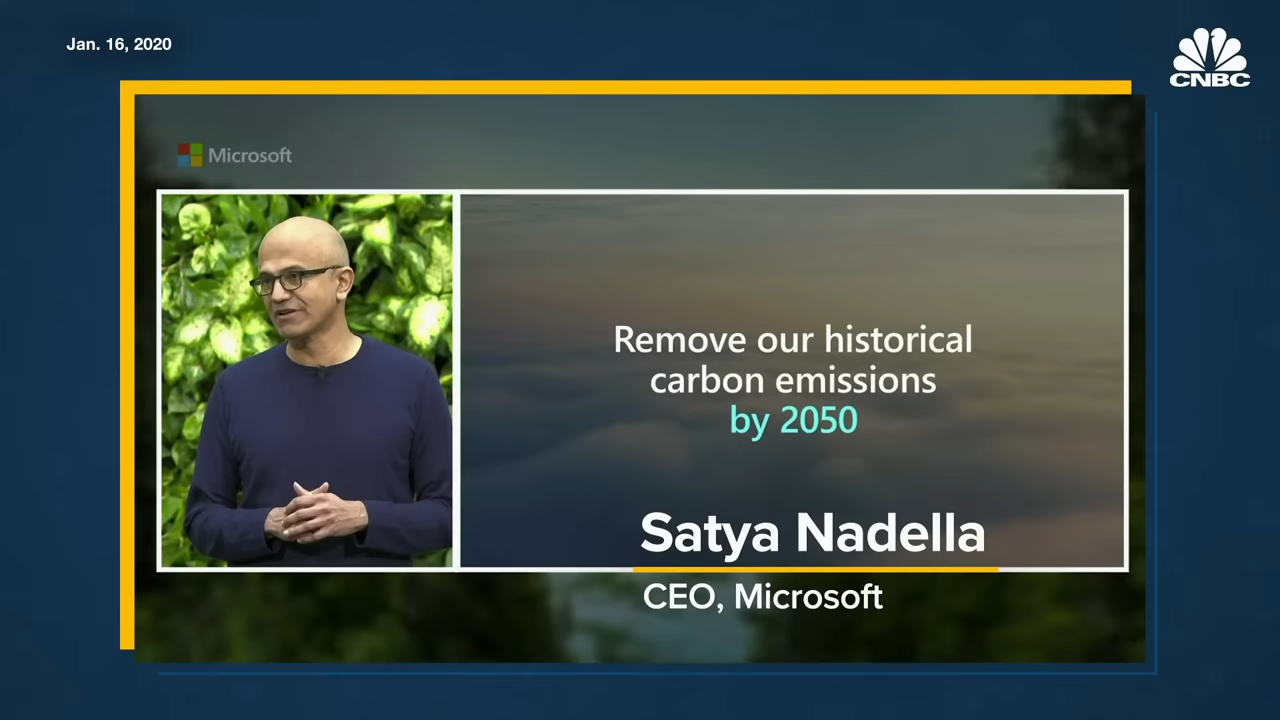 Jan. 16, 2020
CNBC
Microsoft
Remove our historical
carbon emissions
by 2050
Satya Nadella
CEO, Microsoft